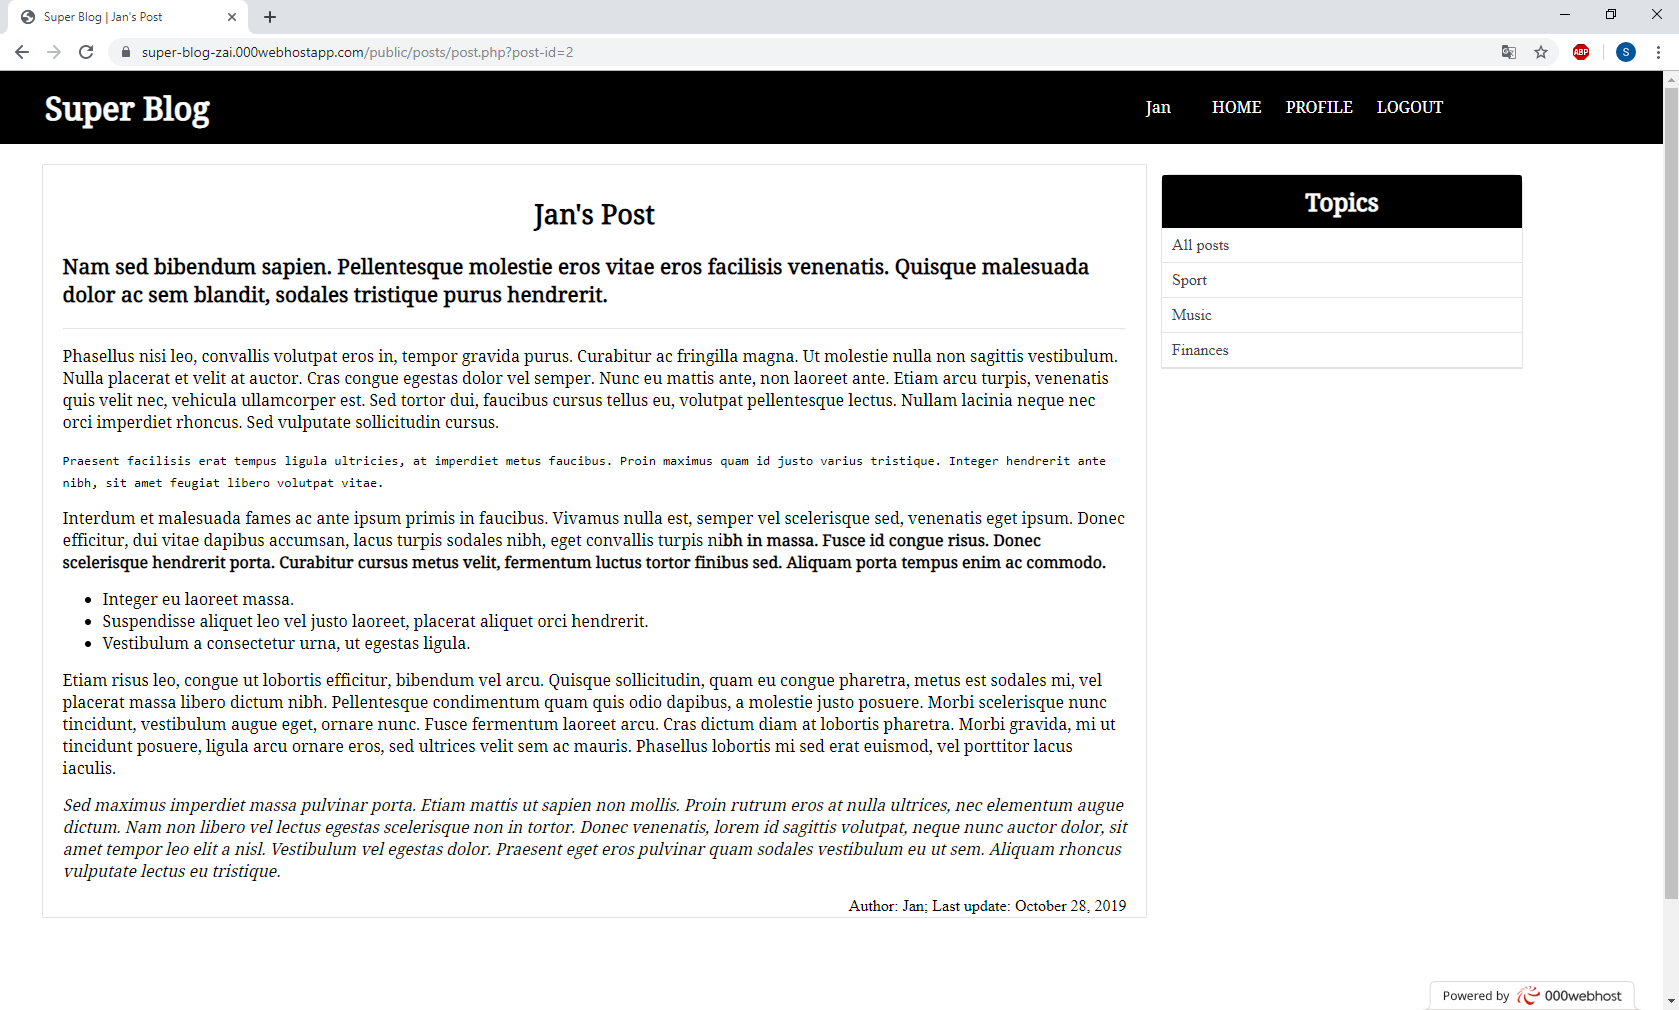 Super Blog | Jan's Post
super-blog-zai.000webhostapp.com/public/posts/post.php?post-id=2
ABP
S
Super Blog
Jan HOME PROFILE LOGOUT
Jan's Post
Nam sed bibendum sapien. Pellentesque molestie eros vitae eros facilisis venenatis. Quisque malesuada
dolor ac sem blandit, sodales tristique purus hendrerit.
Phasellus nisi leo, convallis volutpat eros in, tempor gravida purus. Curabitur ac fringilla magna. Ut molestie nulla non sagittis vestibulum.
Nulla placerat et velit at auctor. Cras congue egestas dolor vel semper. Nunc eu mattis ante, non laoreet ante. Etiam arcu turpis, venenatis
quis velit nec, vehicula ullamcorper est. Sed tortor dui, faucibus cursus tellus eu, volutpat pellentesque lectus. Nullam lacinia neque nec
orci imperdiet rhoncus. Sed vulputate sollicitudin cursus.
Praesent facilisis erat tempus ligula ultricies, at imperdiet metus faucibus. Proin maximus quam id justo varius tristique. Integer hendrerit ante
nibh, sit amet feugiat libero volutpat vitae.
Interdum et malesuada fames ac ante ipsum primis in faucibus. Vivamus nulla est, semper vel scelerisque sed, venenatis eget ipsum. Donec
efficitur, dui vitae dapibus accumsan, lacus turpis sodales nibh, eget convallis turpis nibh in massa. Fusce id congue risus. Donec
scelerisque hendrerit porta. Curabitur cursus metus velit, fermentum luctus tortor finibus sed. Aliquam porta tempus enim ac commodo.
Integer eu laoreet massa.
Suspendisse aliquet leo vel justo laoreet, placerat aliquet orci hendrerit.
Vestibulum a consectetur urna, ut egestas ligula.
Etiam risus leo, congue ut lobortis efficitur, bibendum vel arcu. Quisque sollicitudin, quam eu congue pharetra, metus est sodales mi, vel
placerat massa libero dictum nibh. Pellentesque condimentum quam quis odio dapibus, a molestie justo posuere. Morbi scelerisque nunc
tincidunt, vestibulum augue eget, ornare nunc. Fusce fermentum laoreet arcu. Cras dictum diam at lobortis pharetra. Morbi gravida, mi ut
tincidunt posuere, ligula arcu ornare eros, sed ultrices velit sem ac mauris. Phasellus lobortis mi sed erat euismod, vel porttitor lacus
iaculis.
Sed maximus imperdiet massa pulvinar porta. Etiam mattis ut sapien non mollis. Proin rutrum eros at nulla ultrices, nec elementum augue
dictum. Nam non libero vel lectus egestas scelerisque non in tortor. Donec venenatis, lorem id sagittis volutpat, neque nunc auctor dolor, sit
amet tempor leo elit a nisl. Vestibulum vel egestas dolor. Praesent eget eros pulvinar quam sodales vestibulum eu ut sem. Aliquam rhoncus
vulputate lectus eu tristique.
Author: Jan; Last update: October 28, 2019
Topics
All posts
Sport
Music
Finances
Powered by 000webhost